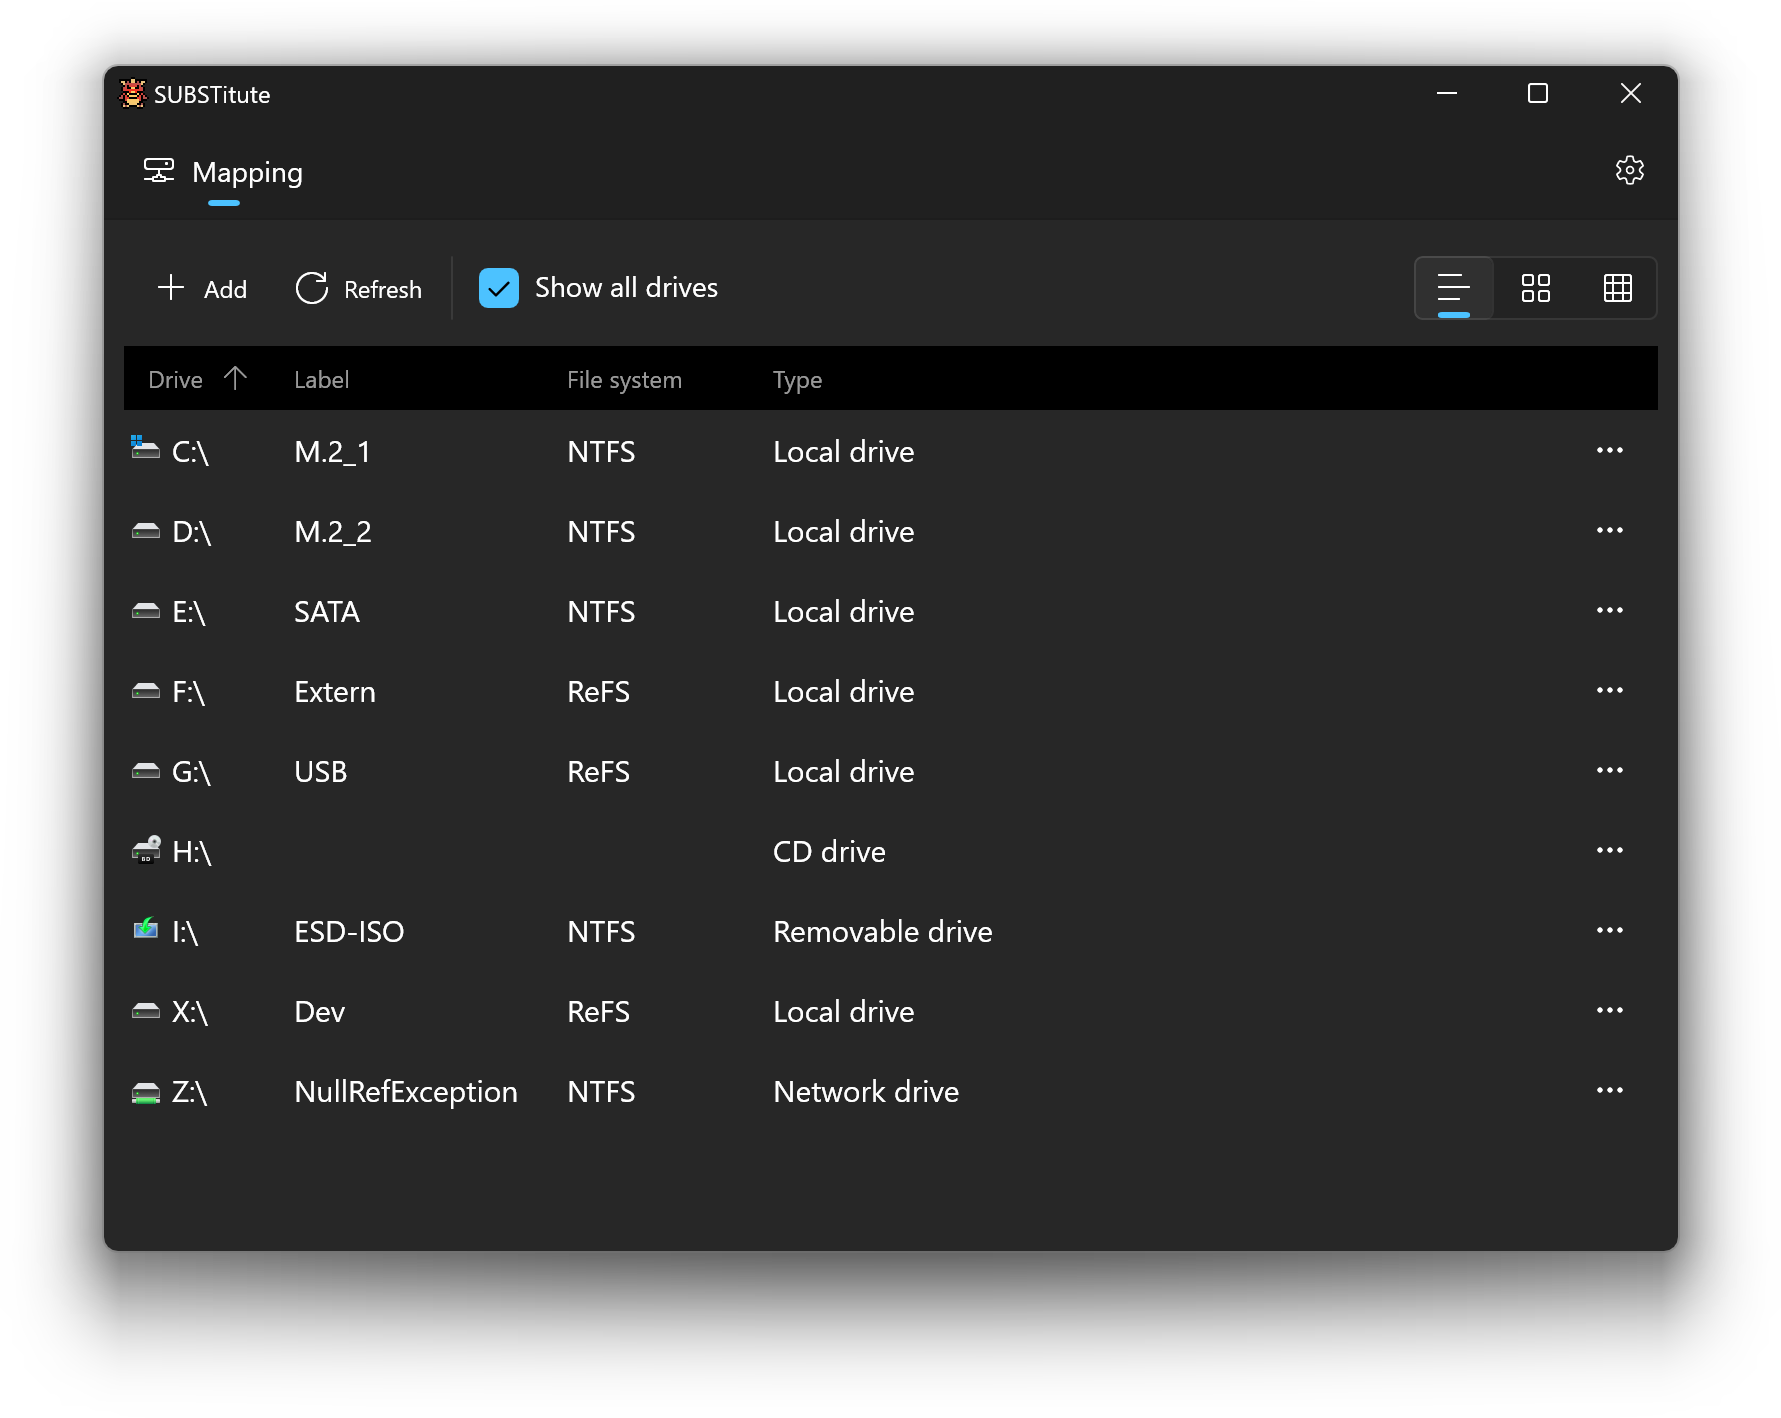 SUBSTitute
Mapping
Add Refresh Show all drives
Drive Label File system Type
C:\ M.2_1 NTFS Local drive
D:\ M.2_2 NTFS Local drive
E:\ SATA NTFS Local drive
F:\ Extern ReFS Local drive
G:\ USB ReFS Local drive
BD H:\ CD drive
I:\ ESD-ISO NTFS Removable drive
X:\ Dev ReFS Local drive
Z:\ NullRefException NTFS Network drive